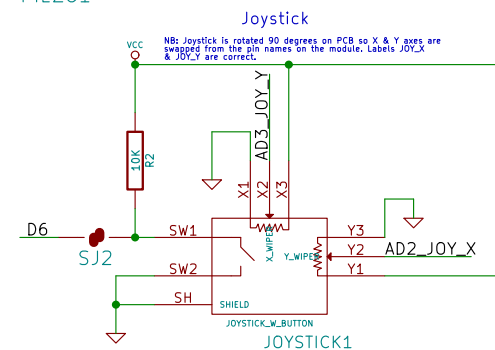 Joystick
NB: Joystick is rotated 90 degrees on PCB so X & Y axes are
swapped from the pin names on the module. Labels JOY_X
& JOY_Y are correct.
VCC
10K
R2
AD3_JOY_Y
X1
X2
X3
D6
SJ2
SW1
SW2
SH
SHIELD
X_WIPER
Y_WIPER
Y3
Y2
Y1
AD2_JOY_X
JOYSTICK_W_BUTTON
JOYSTICK1